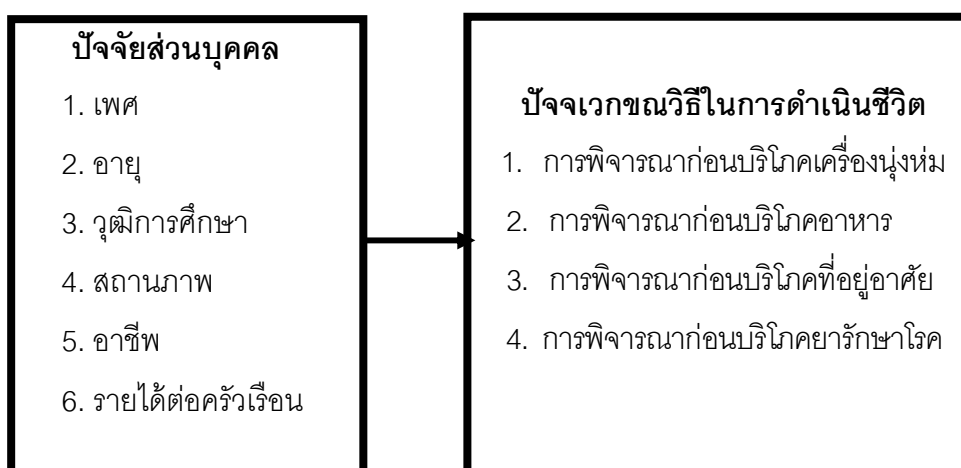 ปัจจัยส่วนบุคคล
1. เพศ
2. อายุ
3. วุฒิการศึกษา
4. สถานภาพ
5. อาชีพ
6. รายได้ต่อครัวเรือน
ปัจจเวกขณวิธีในการดำเนินชีวิต
1. การพิจารณาก่อนบริโภคเครื่องนุ่งห่ม
2. การพิจารณาก่อนบริโภคอาหาร
3. การพิจารณาก่อนบริโภคที่อยู่อาศัย
4. การพิจารณาก่อนบริโภคยารักษาโรค